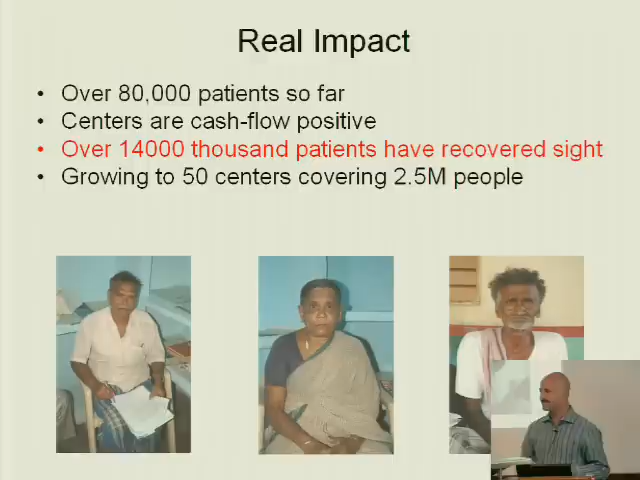 Real Impact
• Over 80,000 patients so far
• Centers are cash-flow positive
• Over 14000 thousand patients have recovered sight
• Growing to 50 centers covering 2.5M people